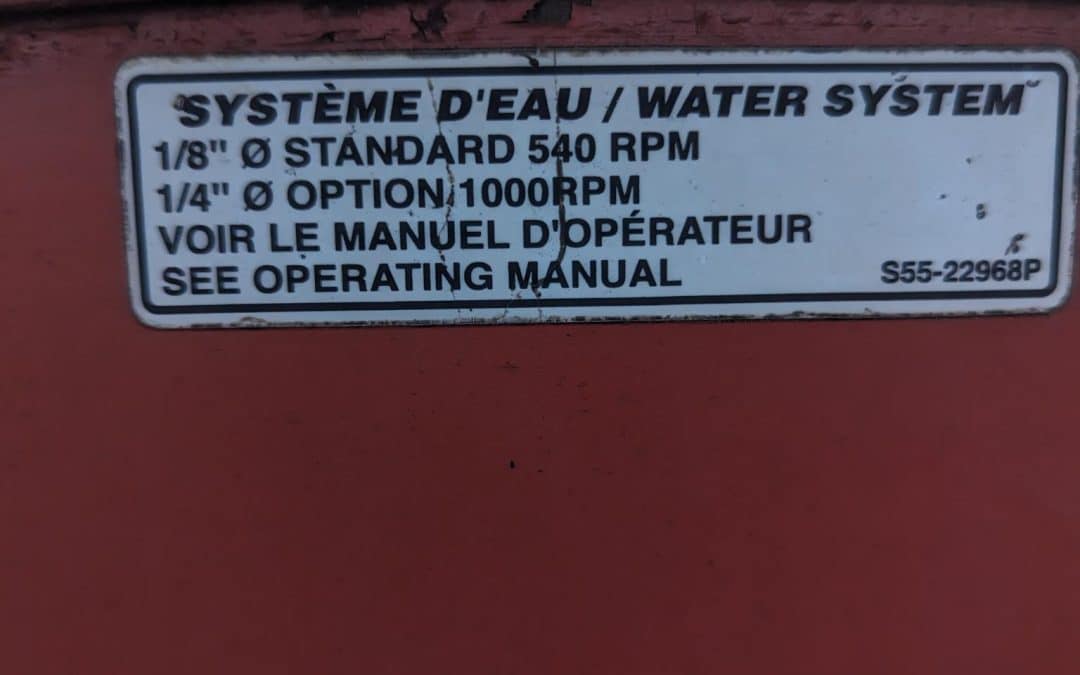 SYSTÈME D'EAU / WATER SYSTEM
1/8" Ø STANDARD 540 RPM
1/4" Ø OPTION 1000RPM
VOIR LE MANUEL D'OPÉRATEUR
SEE OPERATING MANUAL
S55-22968P